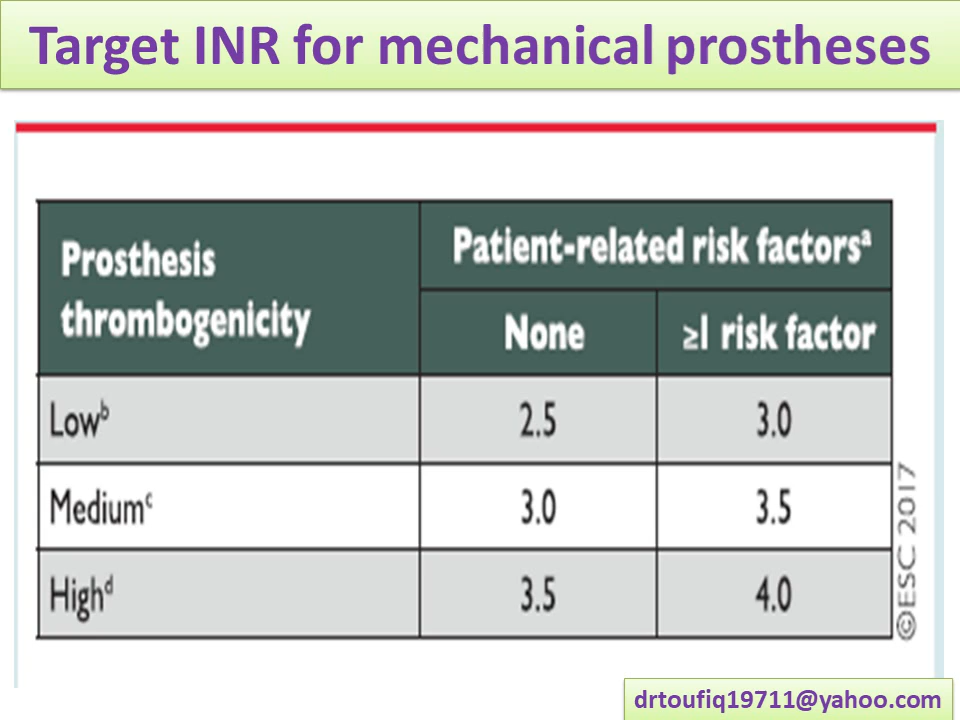 Target INR for mechanical prostheses
Prosthesis thrombogenicity
Patient-related risk factorsᵃ
None
≥1 risk factor
Lowᵇ
2.5
3.0
Mediumᶜ
3.0
3.5
Highᵈ
3.5
4.0
©ESC 2017
drtoufiq19711@yahoo.com